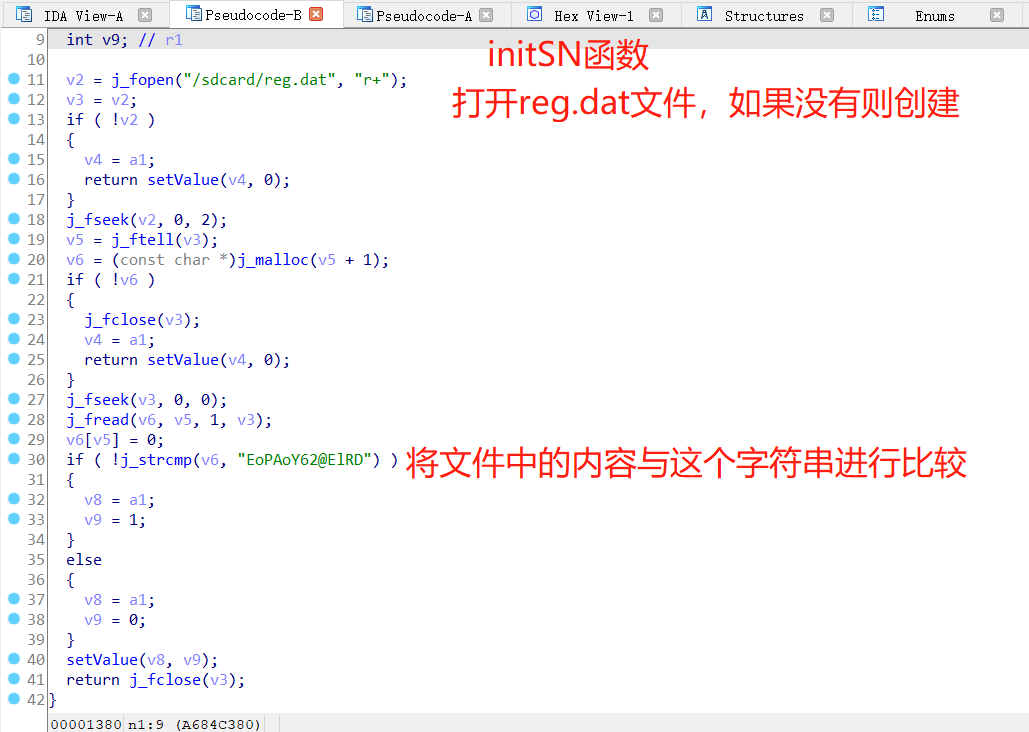 IDA View-A Pseudocode-B Pseudocode-A Hex View-1 Structures Enums
9 int v9; // r1
initSN函数
10
11 v2 = j_fopen("/sdcard/reg.dat", "r+");
打开reg.dat文件，如果没有则创建
12 v3 = v2;
13 if ( !v2 )
14 {
15 v4 = a1;
16 return setValue(v4, 0);
17 }
18 j_fseek(v2, 0, 2);
19 v5 = j_ftell(v3);
20 v6 = (const char *)j_malloc(v5 + 1);
21 if ( !v6 )
22 {
23 j_fclose(v3);
24 v4 = a1;
25 return setValue(v4, 0);
26 }
27 j_fseek(v3, 0, 0);
28 j_fread(v6, v5, 1, v3);
29 v6[v5] = 0;
30 if ( !j_strcmp(v6, "EoPAoY62@ElRD") ) 将文件中的内容与这个字符串进行比较
31 {
32 v8 = a1;
33 v9 = 1;
34 }
35 else
36 {
37 v8 = a1;
38 v9 = 0;
39 }
40 setValue(v8, v9);
41 return j_fclose(v3);
42 }
00001380 n1:9 (A684C380)